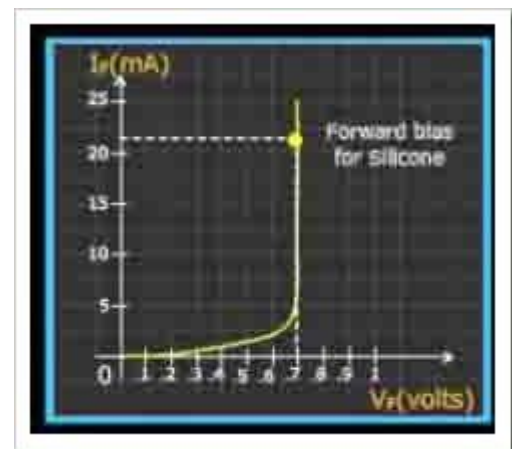 IF(mA)
25
20
15
10
5
0 .1 .2 .3 .4 .5 .6 .7 .8 .9 1
Forward bias
for Silicone
VF(volts)